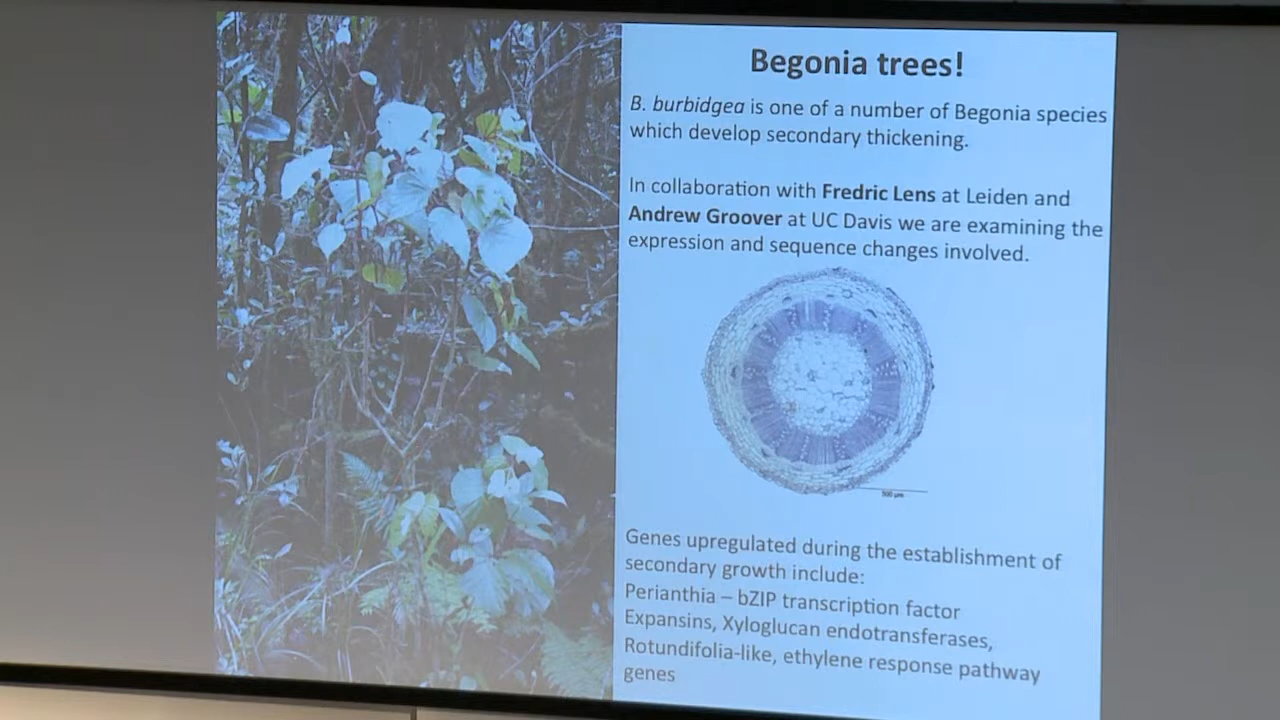 Begonia trees!
B. burbidgea is one of a number of Begonia species
which develop secondary thickening.
In collaboration with Fredric Lens at Leiden and
Andrew Groover at UC Davis we are examining the
expression and sequence changes involved.
500 µm
Genes upregulated during the establishment of
secondary growth include:
Perianthia – bZIP transcription factor
Expansins, Xyloglucan endotransferases,
Rotundifolia-like, ethylene response pathway
genes